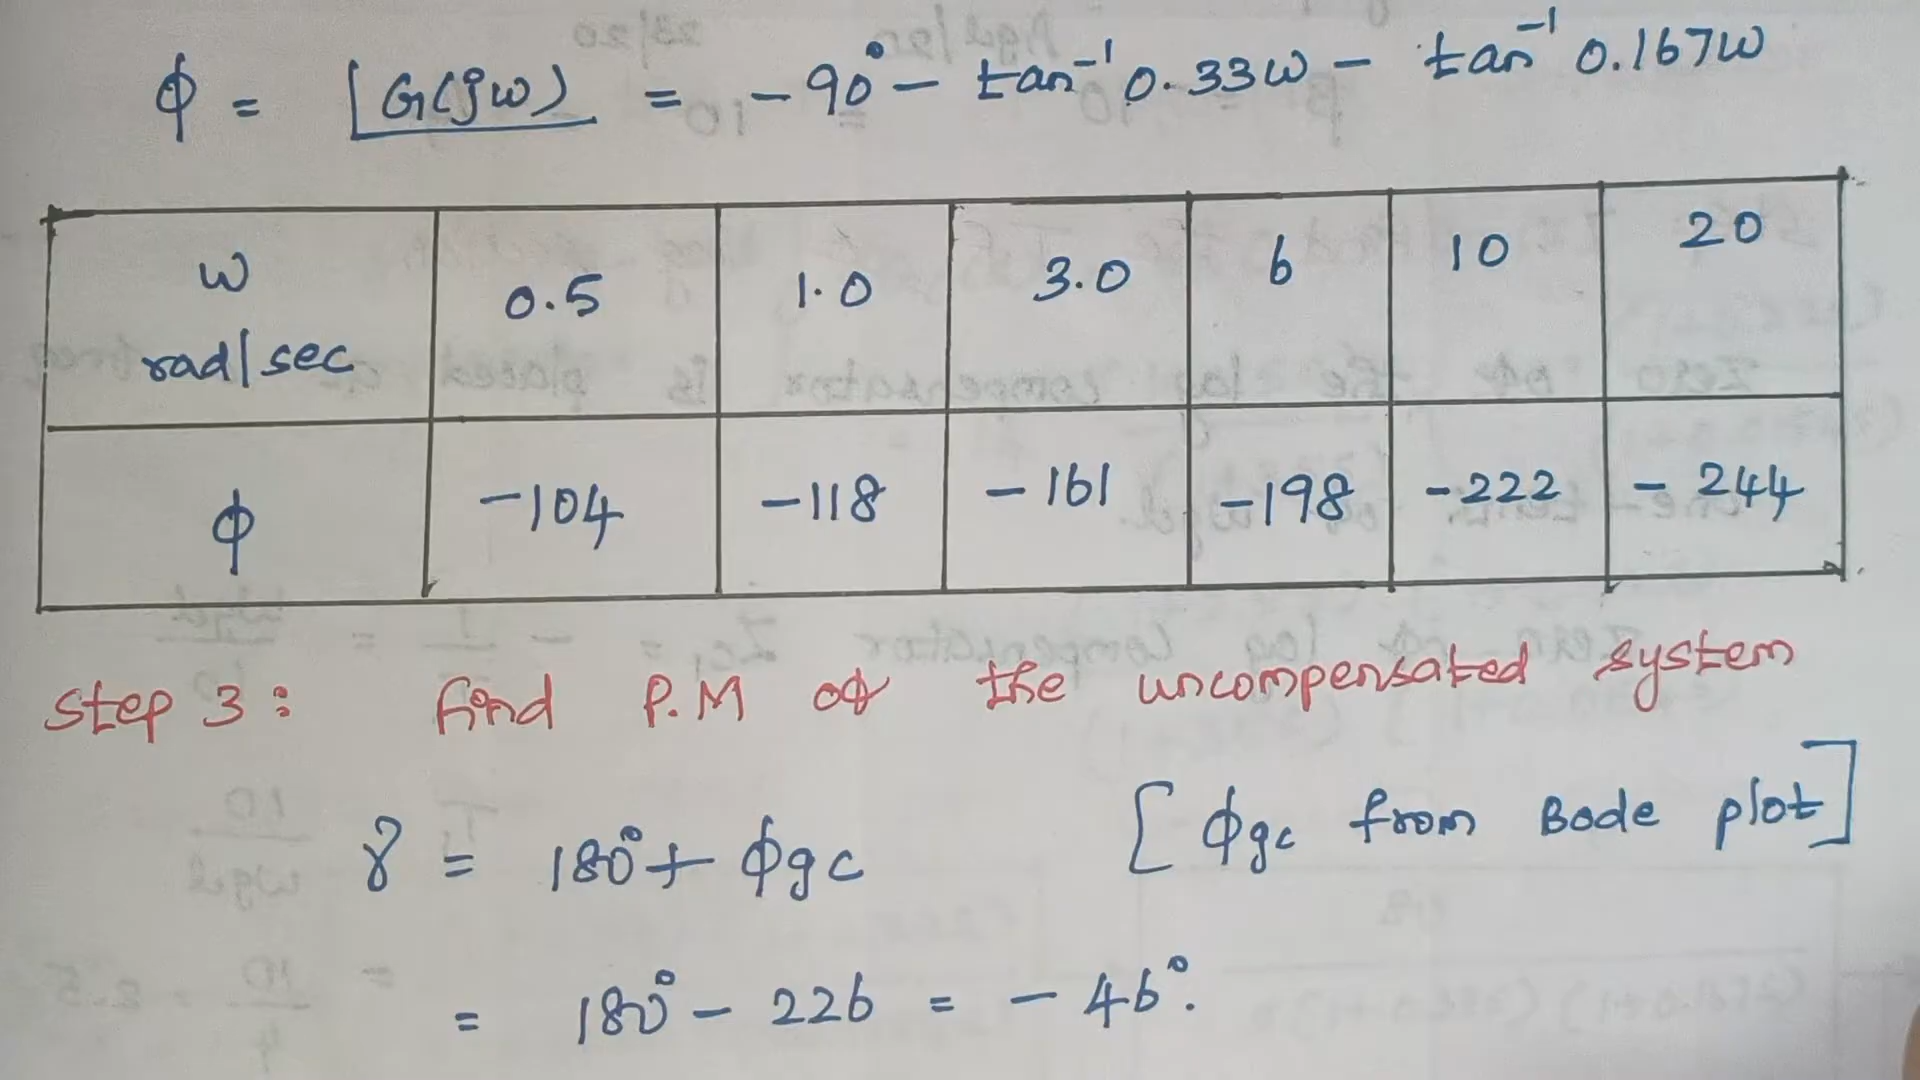 ϕ = ∠G(jω) = -90° - tan⁻¹ 0.33ω - tan⁻¹ 0.167ω
ω rad/sec 0.5 1.0 3.0 6 10 20
ϕ -104 -118 -161 -198 -222 -244
Step 3: Find P.M of the uncompensated system
γ = 180° + ϕgc [ϕgc from Bode plot]
= 180° - 226 = -46°.